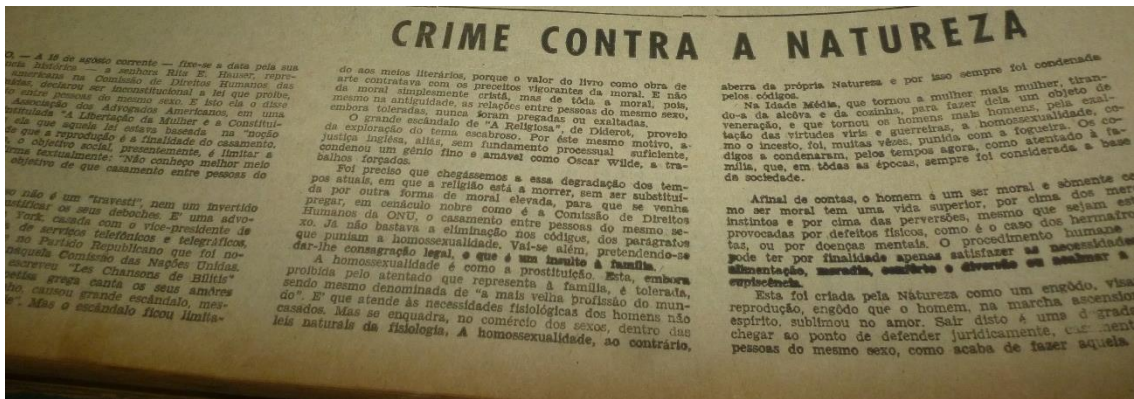 CRIME CONTRA A NATUREZA
O. — A 18 de agôsto corrente — fixe-se a data pela sua
histórica — a senhora Rita E. Hauser, repre-
americana na Comissão de Direitos Humanos das
declarou ser inconstitucional a lei que proíbe,
entre pessoas do mesmo sexo. E isto ela o disse
Associação dos Advogados Americanos, em uma
"A Libertação da Mulher e a Constitui-
ela que aquela lei estava baseada na "noção
de que a reprodução é a finalidade do casamento.
o objetivo social, presentemente, é limitar a
textualmente: "Não conheço melhor meio
objetivo de que casamento entre pessoas do
não é um "travesti", nem um invertido
os seus deboches. E' uma advo-
York, casada com o vice-presidente de
de serviços telefônicos e telegráficos,
no Partido Republicano que foi no-
Comissão das Nações Unidas.
escreveu "Les Chansons de Bilitis"
grega canta os seus amôres
causou grande escândalo, mes-
Mas o escândalo ficou limita-
do aos meios literários, porque o valor do livro como obra de
arte contratava com os preceitos vigorantes da moral. E não
da moral simplesmente cristã, mas de tôda a moral, pois,
mesmo na antiguidade, as relações entre pessoas do mesmo sexo,
embora toleradas, nunca foram pregadas ou exaltadas.
O grande escândalo de "A Religiosa", de Diderot, proveio
da exploração do tema escabroso. Por êste mesmo motivo, a
justiça inglêsa, aliás, sem fundamento processual suficiente,
condenou um gênio fino e amável como Oscar Wilde, a tra-
balhos forçados.
Foi preciso que chegássemos a essa degradação dos tem-
pos atuais, em que a religião está a morrer, sem ser substituí-
da por outra forma de moral elevada, para que se venha
pregar, em cenáculo nobre como é a Comissão de Direitos
Humanos da ONU, o casamento entre pessoas do mesmo se-
xo. Já não bastava a eliminação nos códigos, dos parágrafos
que puniam a homossexualidade. Vai-se além, pretendendo-se
dar-lhe consagração legal, o que é um insulto à família.
A homossexualidade é como a prostituição. Esta, embora
proibida pelo atentado que representa à família, é tolerada,
sendo mesmo denominada de "a mais velha profissão do mun-
do". E' que atende às necessidades fisiológicas dos homens não
casados. Mas se enquadra, no comércio dos sexos, dentro das
leis naturais da fisiologia. A homossexualidade, ao contrário,
aberra da própria Natureza e por isso sempre foi condenada
pelos códigos.
Na Idade Média, que tornou a mulher mais mulher, tiran-
do-a da alcôva e da cozinha, para fazer dela um objeto de
veneração, e que tornou os homens mais homens, pela exal-
tação das virtudes viris e guerreiras, a homossexualidade, co-
mo o incesto, foi, muitas vêzes, punida com a fogueira. Os có-
digos a condenaram, pelos tempos agora, como atentado à fa-
mília, que, em tôdas as épocas, sempre foi considerada a base
da sociedade.
Afinal de contas, o homem é um ser moral e sòmente co-
mo ser moral tem uma vida superior, por cima dos mer
instintos e por cima das perversões, mesmo que sejam est
provocadas por defeitos físicos, como é o caso dos hermafro
tas, ou por doenças mentais. O procedimento humano
pode ter por finalidade apenas satisfazer as necessidades
alimentação, moradia, confôrto e diversão ou acalmar a
cupiscência.
Esta foi criada pela Natureza como um engôdo, visa
reprodução, engôdo que o homem, na marcha ascension
espírito, sublimou no amor. Sair disto é uma degrad
chegar ao ponto de defender juridicamente,
pessoas do mesmo sexo, como acaba de fazer aquela